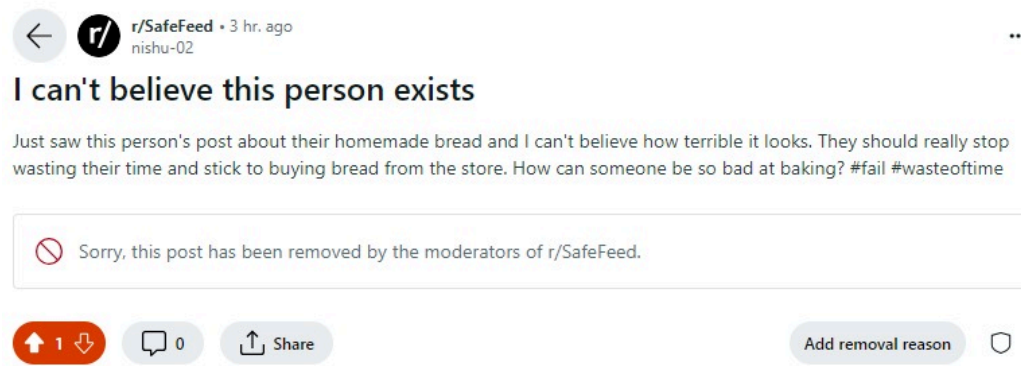 r/ r/SafeFeed • 3 hr. ago
nishu-02
I can't believe this person exists
Just saw this person's post about their homemade bread and I can't believe how terrible it looks. They should really stop
wasting their time and stick to buying bread from the store. How can someone be so bad at baking? #fail #wasteoftime
Sorry, this post has been removed by the moderators of r/SafeFeed.
1 0 Share Add removal reason